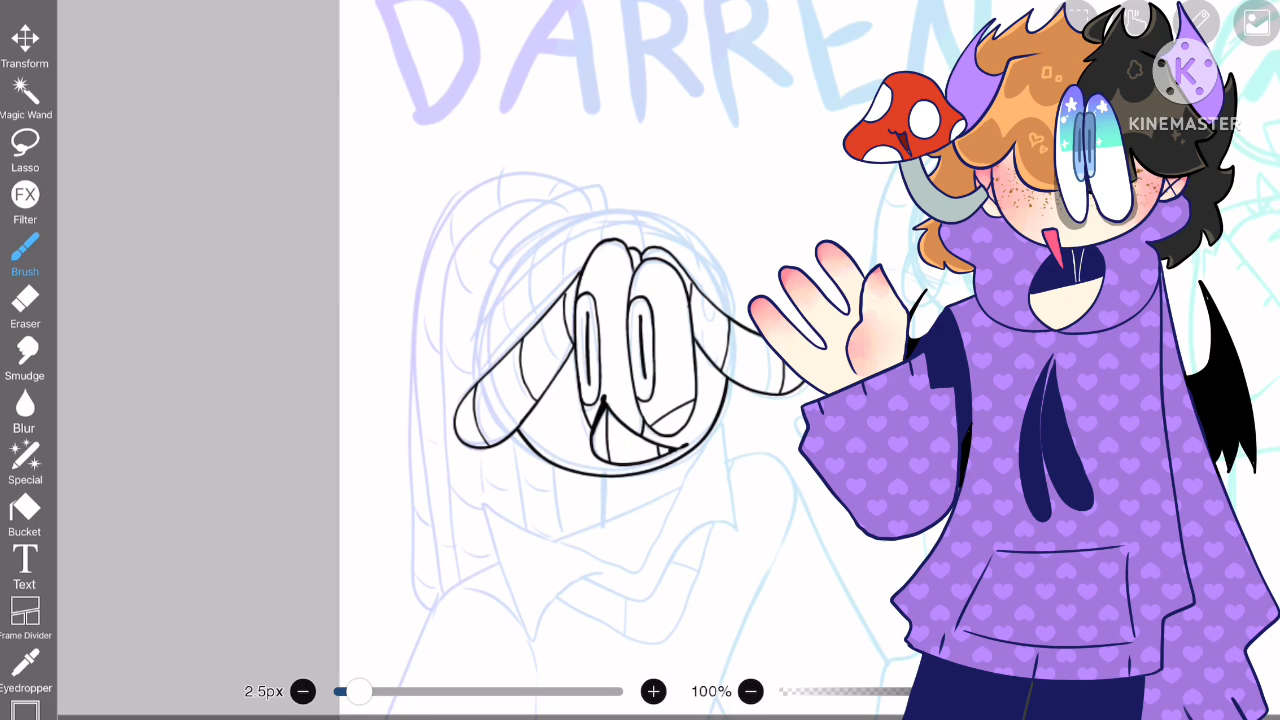 DARREN
K
KINEMASTER
Transform
Magic Wand
Lasso
FX
Filter
Brush
Eraser
Smudge
Blur
Special
Bucket
T
Text
Frame Divider
Eyedropper
2.5px
100%